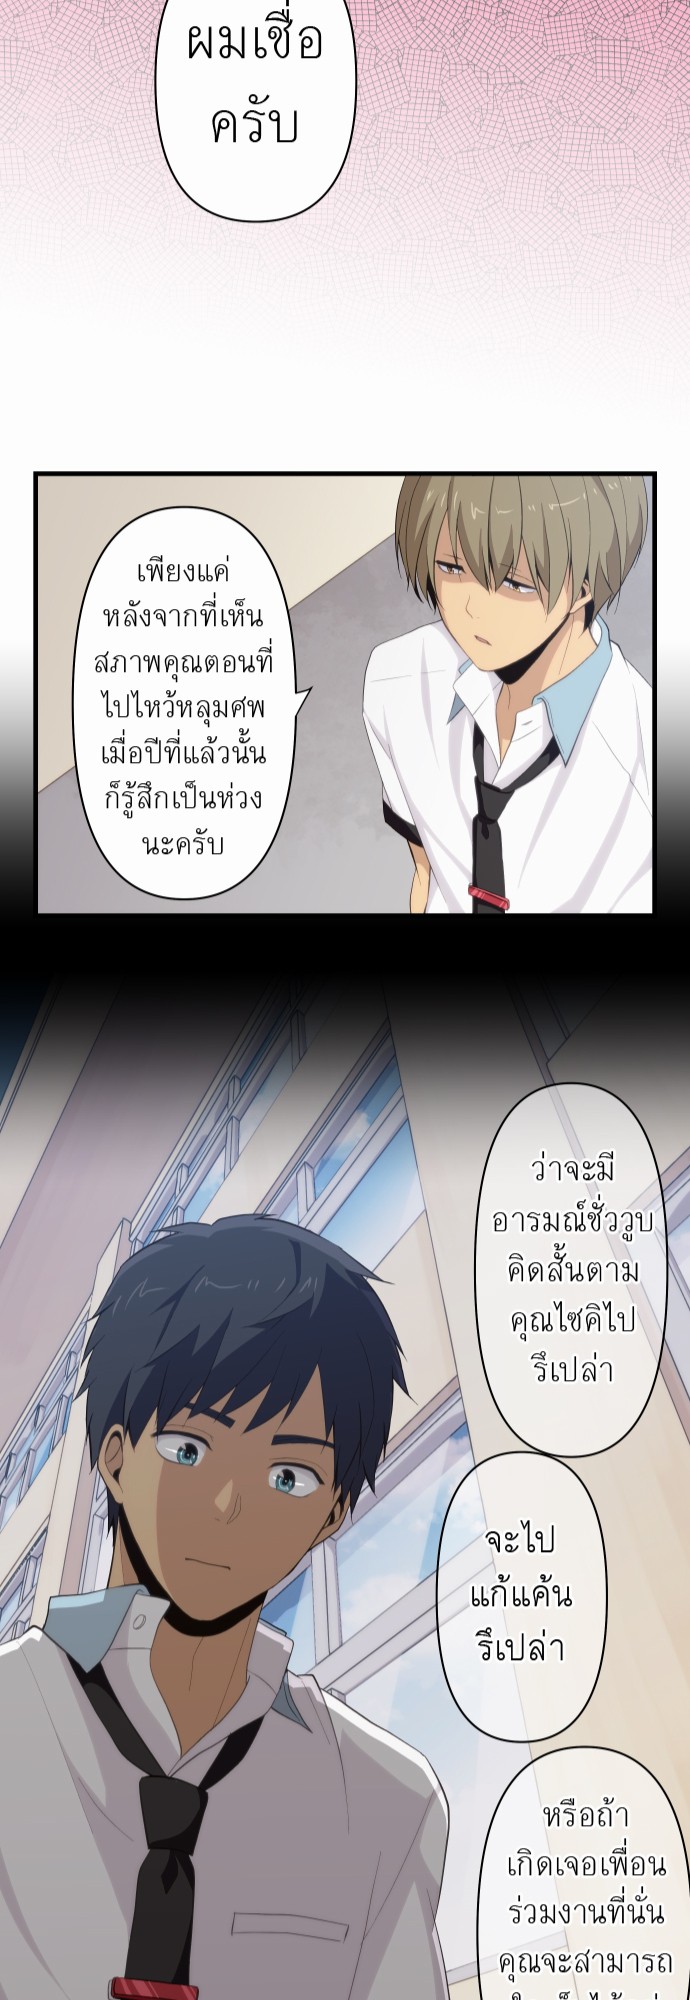 ผมเชื่อ
ครับ
เพียงแค่
หลังจากที่เห็น
สภาพคุณตอนที่
ไปไหว้หลุมศพ
เมื่อปีที่แล้วนั้น
ก็รู้สึกเป็นห่วง
นะครับ
ว่าจะมี
อารมณ์ชั่ววูบ
คิดสั้นตาม
คุณไซคิไป
รึเปล่า
จะไป
แก้แค้น
รึเปล่า
หรือถ้า
เกิดเจอเพื่อน
ร่วมงานที่นั่น
คุณจะสามารถ